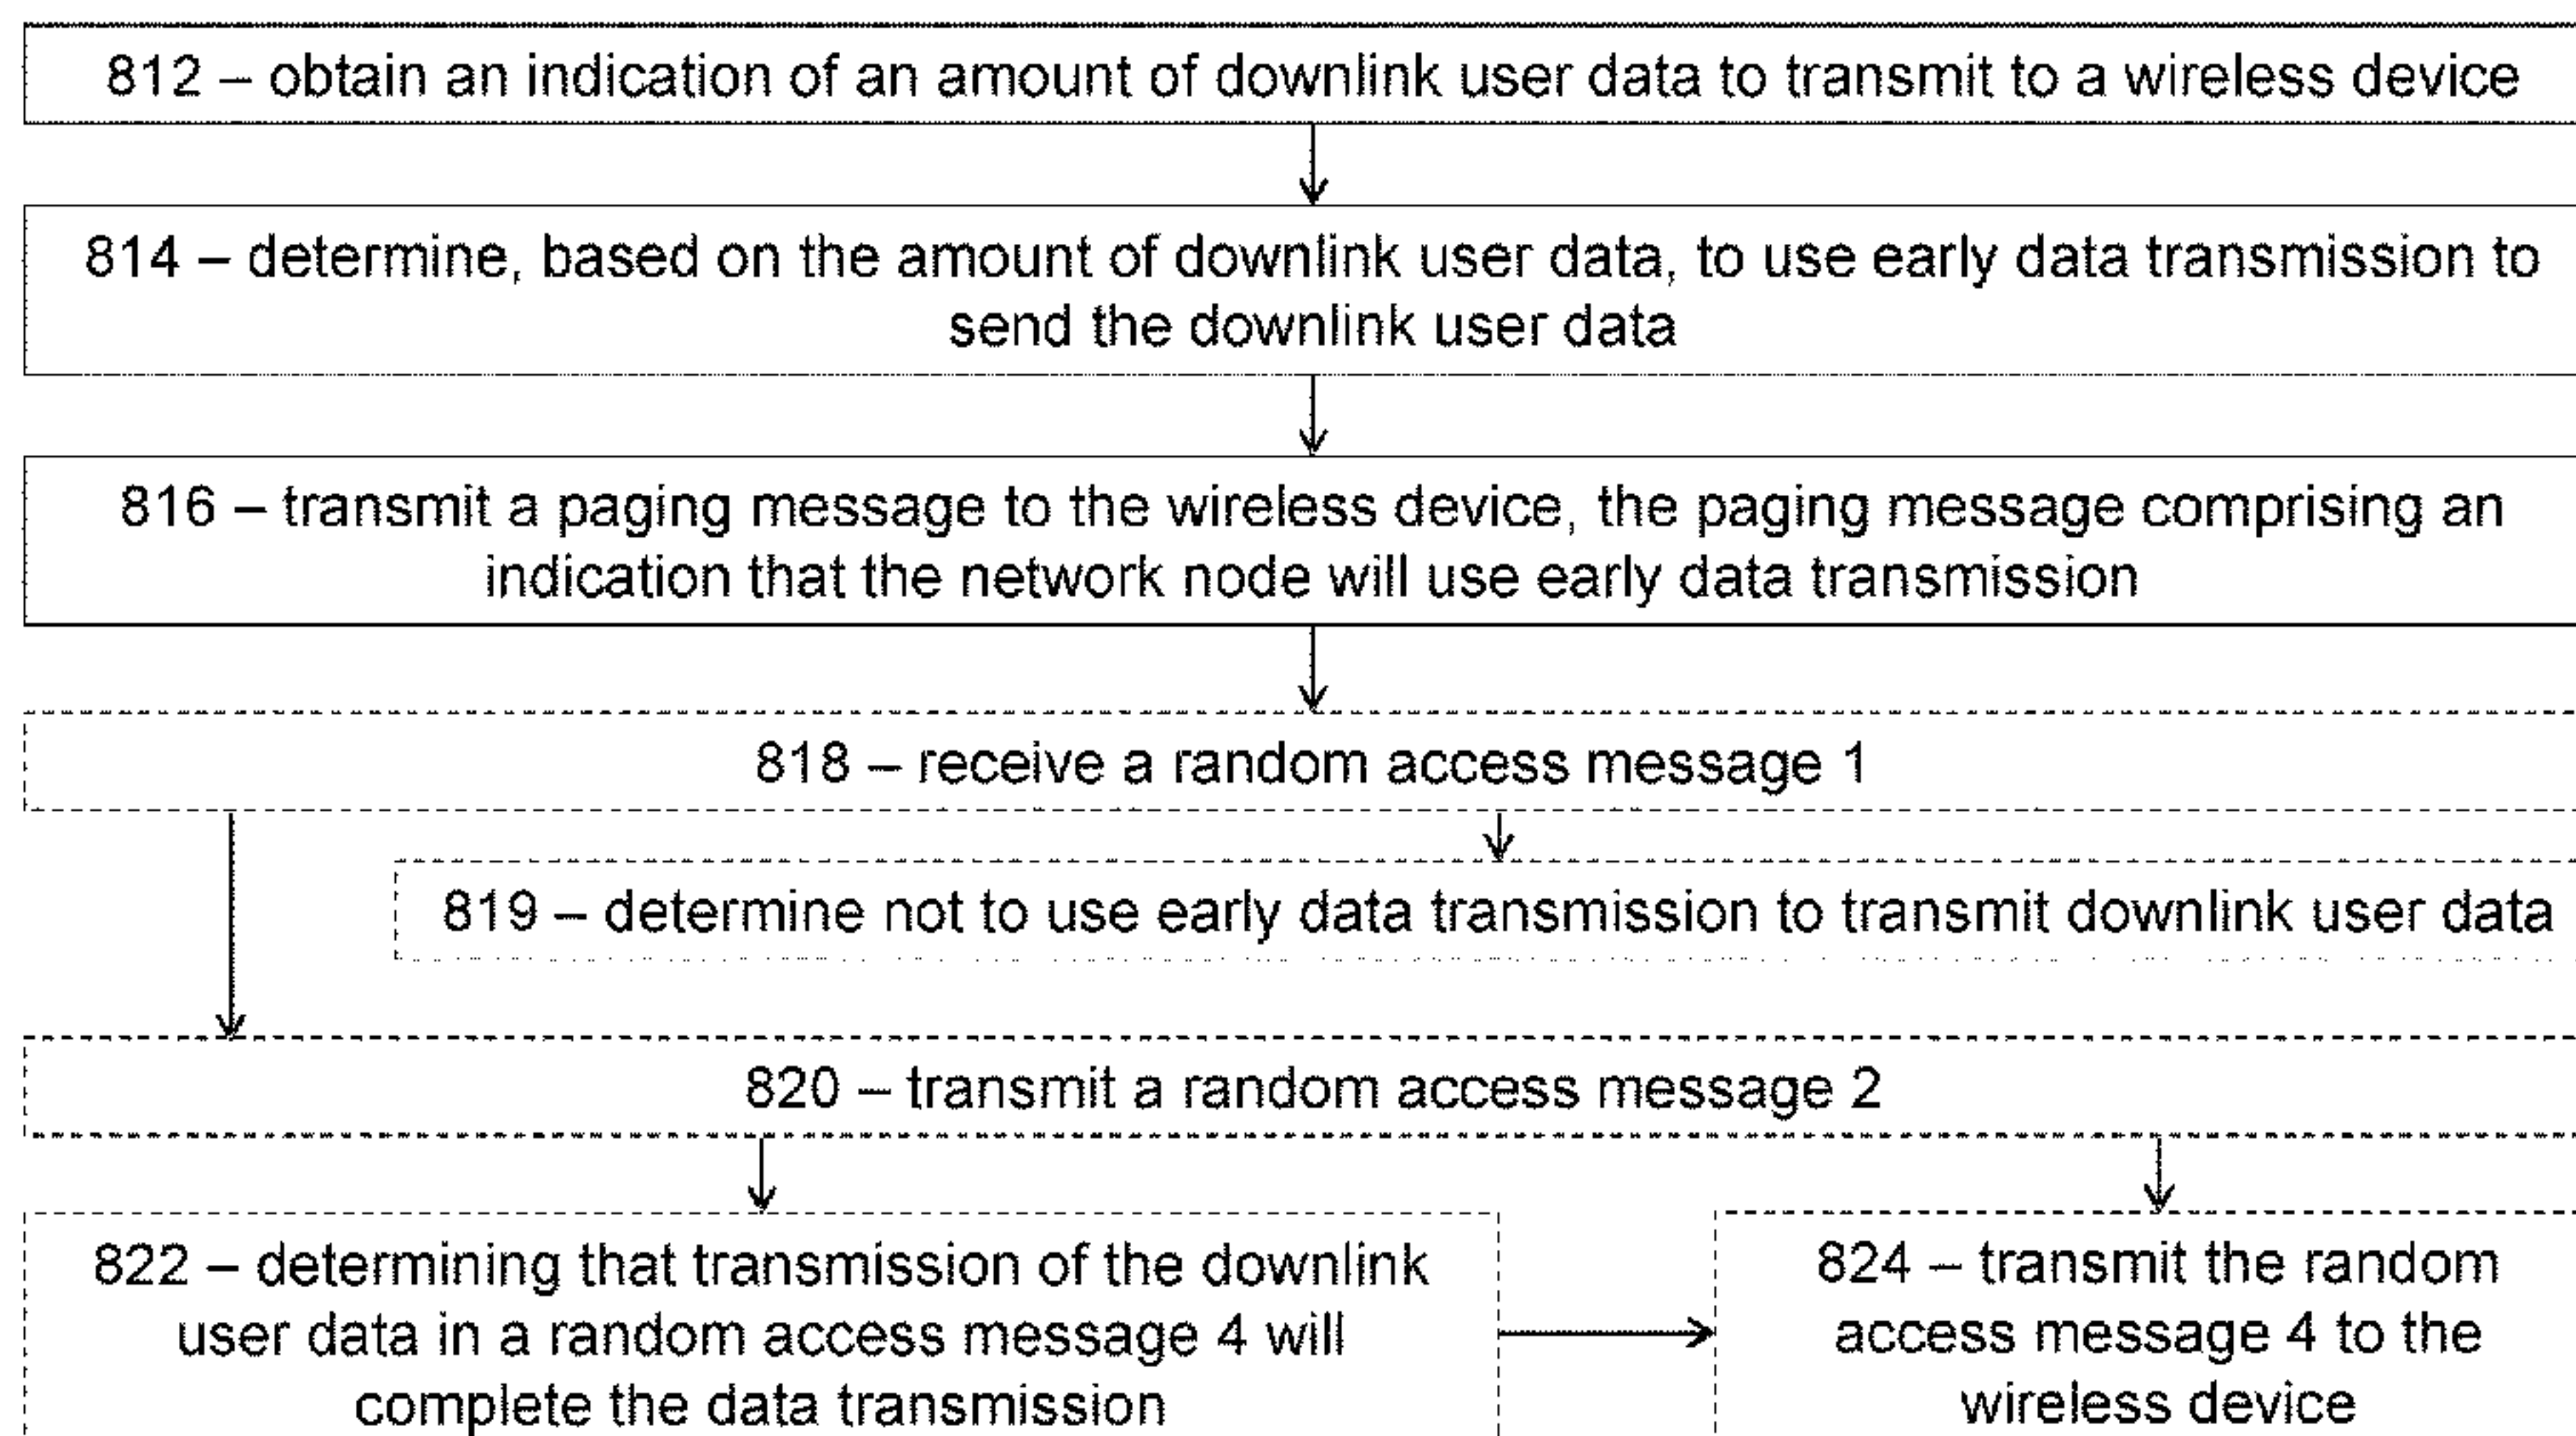 812 – obtain an indication of an amount of downlink user data to transmit to a wireless device
814 – determine, based on the amount of downlink user data, to use early data transmission to
send the downlink user data
816 – transmit a paging message to the wireless device, the paging message comprising an
indication that the network node will use early data transmission
818 – receive a random access message 1
819 – determine not to use early data transmission to transmit downlink user data
820 – transmit a random access message 2
822 – determining that transmission of the downlink
user data in a random access message 4 will
complete the data transmission
824 – transmit the random
access message 4 to the
wireless device